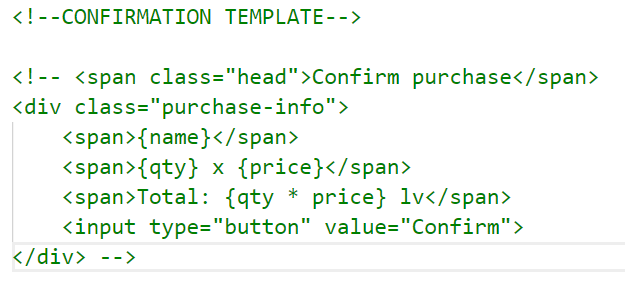 <!--CONFIRMATION TEMPLATE-->
<!-- <span class="head">Confirm purchase</span>
<div class="purchase-info">
<span>{name}</span>
<span>{qty} x {price}</span>
<span>Total: {qty * price} lv</span>
<input type="button" value="Confirm">
</div> -->